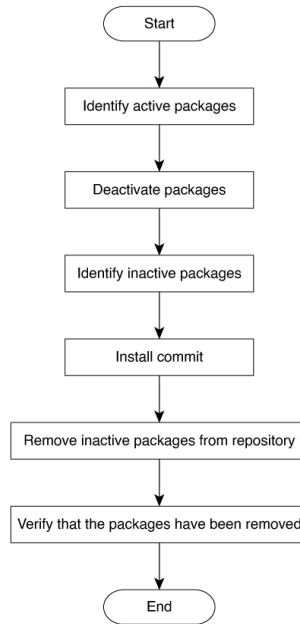 Start
Identify active packages
Deactivate packages
Identify inactive packages
Install commit
Remove inactive packages from repository
Verify that the packages have been removed
End